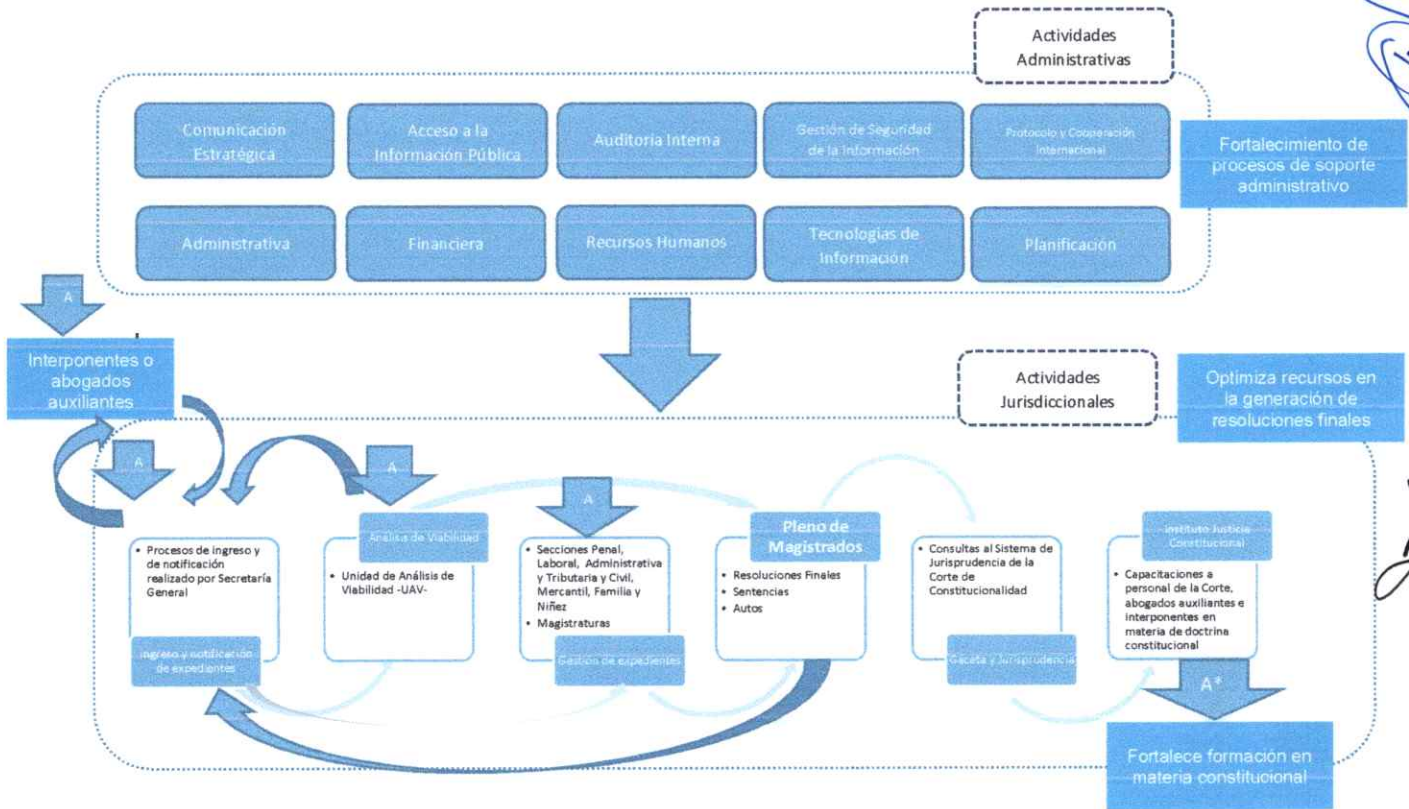 Actividades
Administrativas
Comunicación
Estratégica
Acceso a la
Información Pública
Auditoria Interna
Gestión de Seguridad
de la Información
Protocolo y Cooperación
Internacional
Fortalecimiento de
procesos de soporte
administrativo
Administrativa
Financiera
Recursos Humanos
Tecnologías de
Información
Planificación
A
Interponentes o
abogados
auxiliantes
Actividades
Jurisdiccionales
Optimiza recursos en
la generación de
resoluciones finales
A
A
A
• Procesos de ingreso y
de notificación
realizado por Secretaría
General
Ingreso y notificación
de expedientes
Análisis de Viabilidad
• Unidad de Análisis de
Viabilidad -UAV-
• Secciones Penal,
Laboral, Administrativa
y Tributaria y Civil,
Mercantil, Familia y
Niñez
• Magistraturas
Gestión de expedientes
Pleno de
Magistrados
• Resoluciones Finales
• Sentencias
• Autos
• Consultas al Sistema de
Jurisprudencia de la
Corte de
Constitucionalidad
Gaceta y Jurisprudencia
Instituto Justicia
Constitucional
• Capacitaciones a
personal de la Corte,
abogados auxiliantes e
interponentes en
materia de doctrina
constitucional
A*
Fortalece formación en
materia constitucional